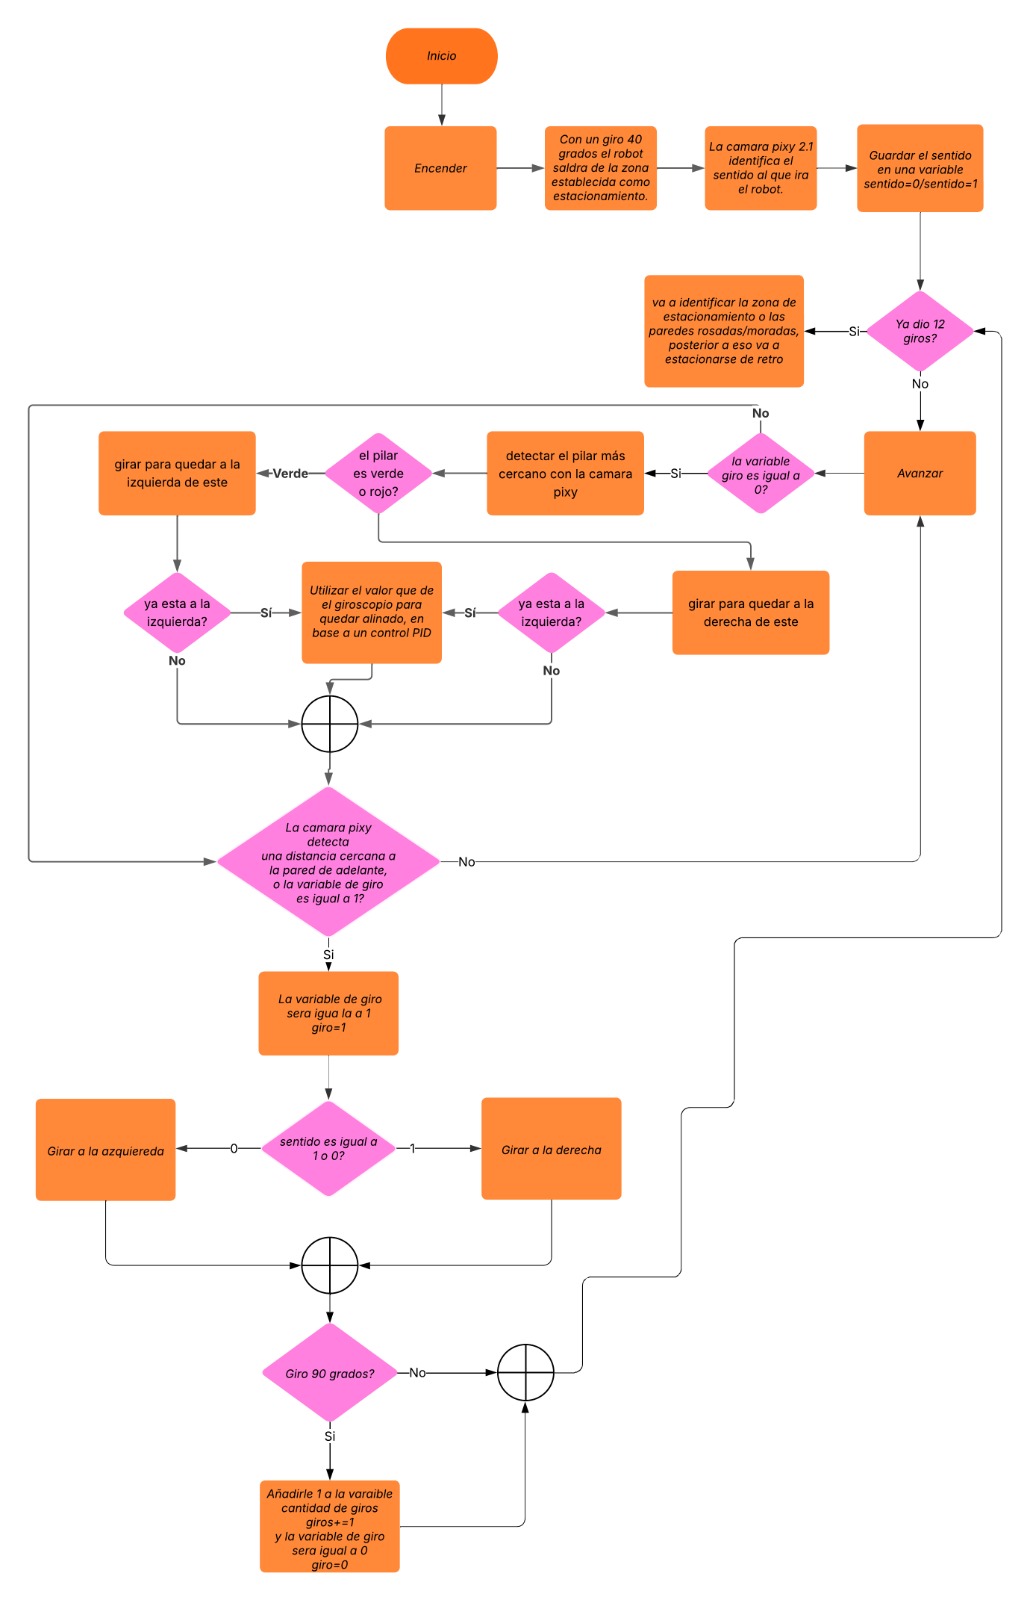 Inicio
Encender
Con un giro 40
grados el robot
saldra de la zona
establecida como
estacionamiento.
La camara pixy 2.1
identifica el
sentido al que ira
el robot.
Guardar el sentido
en una variable
sentido=0/sentido=1
Ya dio 12
giros?
Si
va a identificar la zona de
estacionamiento o las
paredes rosadas/moradas,
posterior a eso va a
estacionarse de retro
No
Avanzar
la variable
giro es igual a
0?
No
Si
detectar el pilar más
cercano con la camara
pixy
el pilar
es verde
o rojo?
Verde
girar para quedar a la
izquierda de este
ya esta a la
izquierda?
Sí
No
Utilizar el valor que de
el giroscopio para
quedar alinado, en
base a un control PID
girar para quedar a la
derecha de este
ya esta a la
izquierda?
Sí
No
La camara pixy
detecta
una distancia cercana a
la pared de adelante,
o la variable de giro
es igual a 1?
No
Si
La variable de giro
sera igua la a 1
giro=1
sentido es igual a
1 o 0?
0
Girar a la azquiereda
1
Girar a la derecha
Giro 90 grados?
No
Si
Añadirle 1 a la varaible
cantidad de giros
giros+=1
y la variable de giro
sera igual a 0
giro=0